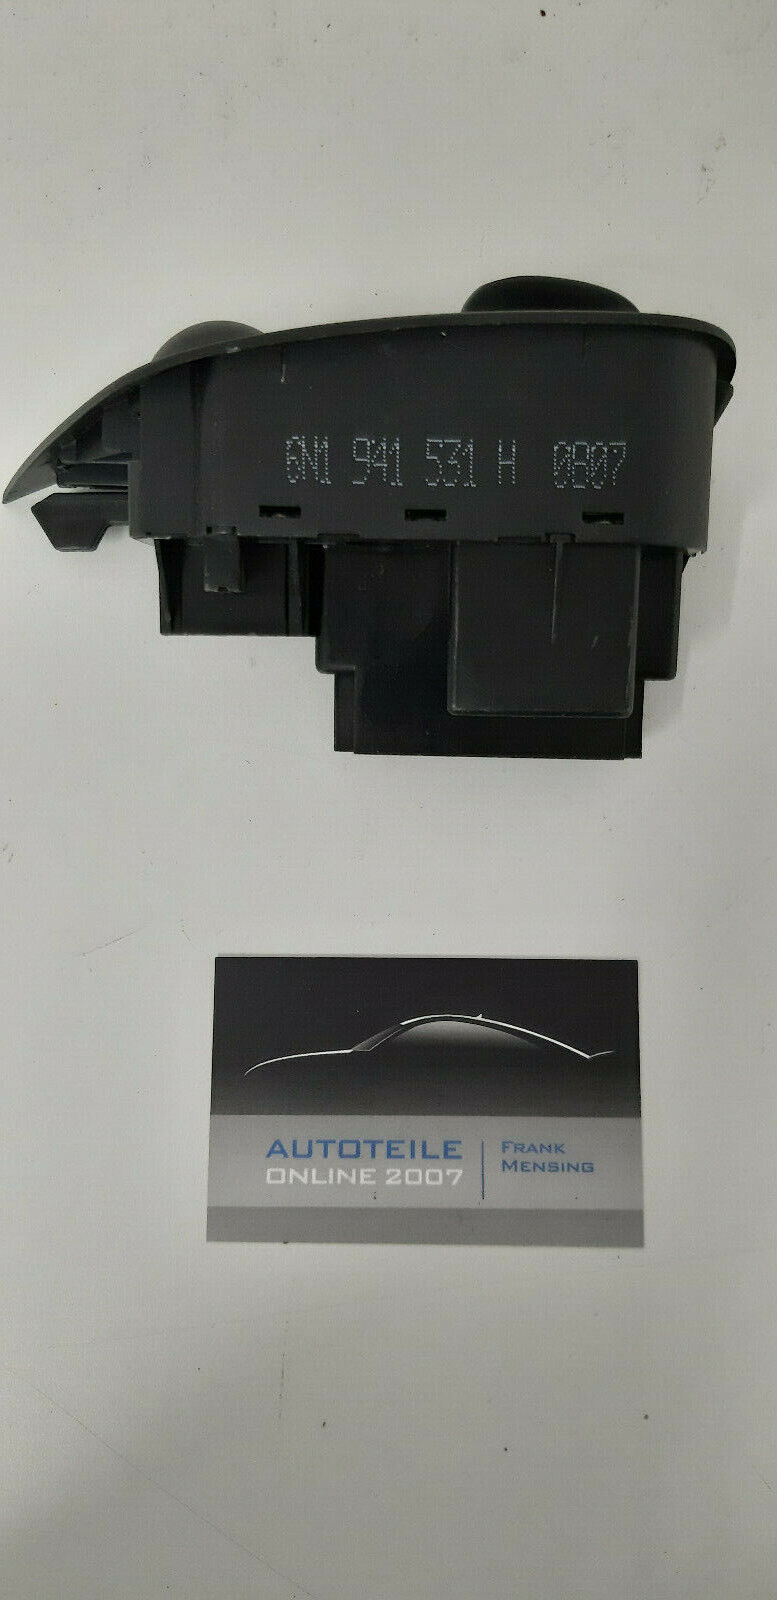 6N1 941 531 H 0807
AUTOTEILE
ONLINE 2007
FRANK
MENSING